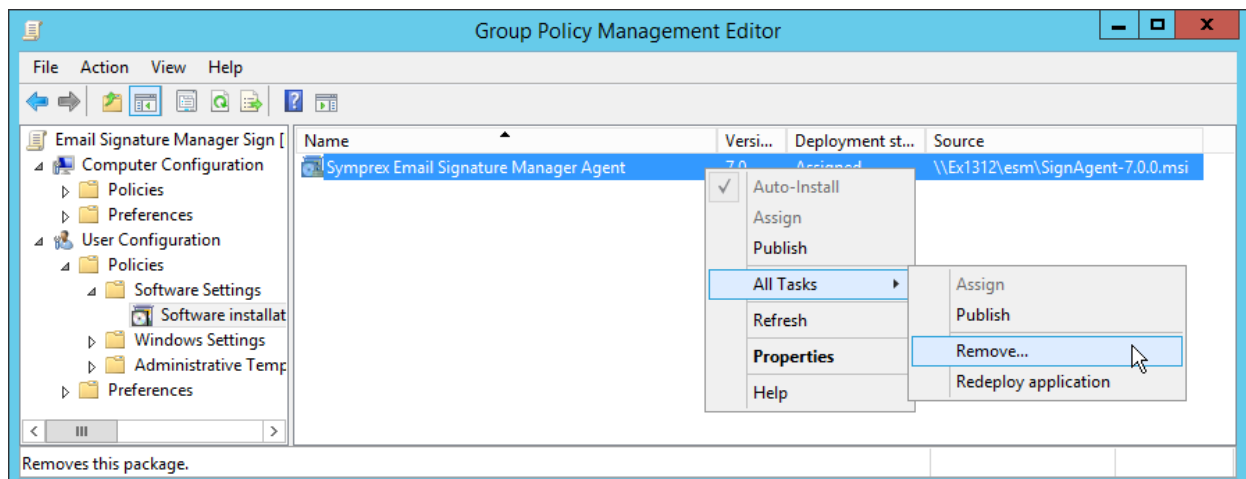 Group Policy Management Editor
File Action View Help
Email Signature Manager Sign [
Computer Configuration
Policies
Preferences
User Configuration
Policies
Software Settings
Software installat
Windows Settings
Administrative Temp
Preferences
Name Versi... Deployment st... Source
Symprex Email Signature Manager Agent 7.0 Assigned \\Ex1312\esm\SignAgent-7.0.0.msi
Auto-Install
Assign
Publish
All Tasks
Refresh
Properties
Help
Assign
Publish
Remove...
Redeploy application
Removes this package.